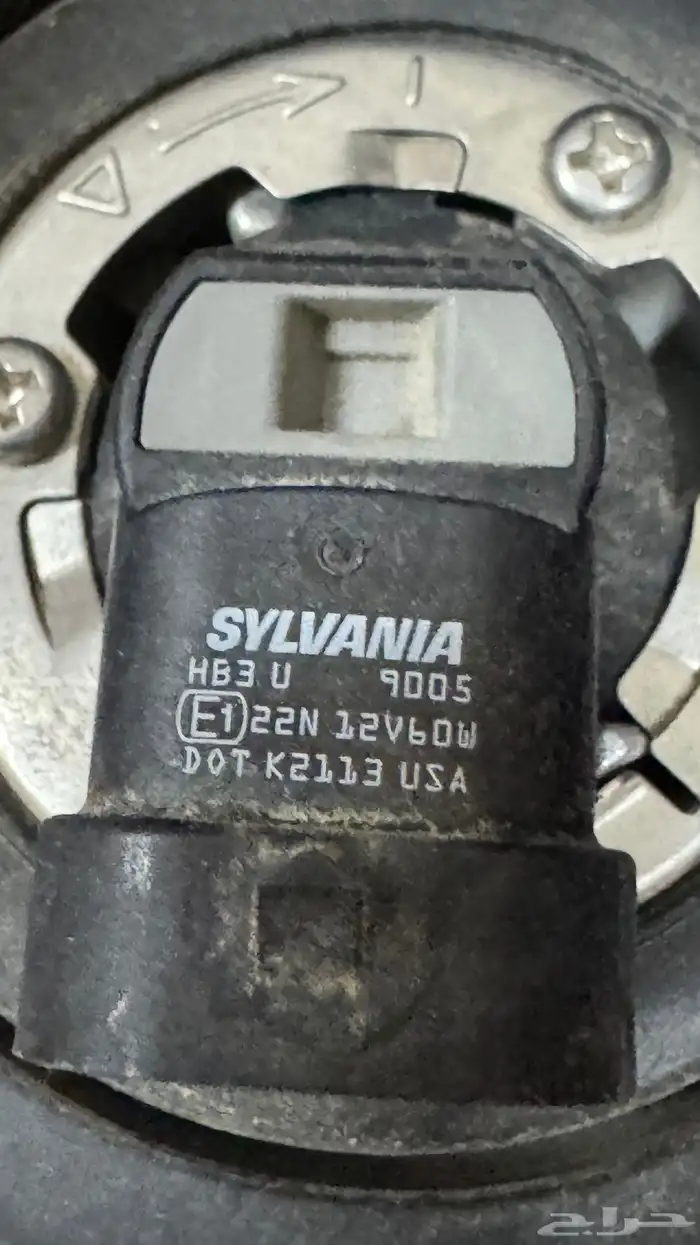 SYLVANIA
HB3 U 9005
E1 22N 12V60W
DOT K2113 USA
حراج